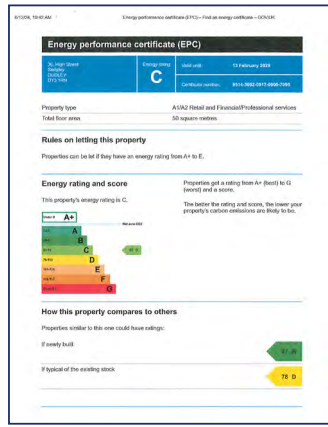 Energy performance certificate (EPC) — Find an energy certificate — GOV.UK
Energy performance certificate (EPC)
High Street
Sedgley
DUDLEY
Energy rating
C
Valid until
13 February 2029
Certificate number
Property type
A1/A2 Retail and Financial/Professional services
Total floor area
50 square metres
Rules on letting this property
Properties can be let if they have an energy rating from A+ to E.
Energy rating and score
This property's energy rating is C.
Properties get a rating from A+ (best) to G
(worst) and a score.
The better the rating and score, the lower your
property's carbon emissions are likely to be.
A+
A
B
C
D
E
F
G
How this property compares to others
Properties similar to this one could have ratings:
If newly built
If typical of the existing stock
78 D